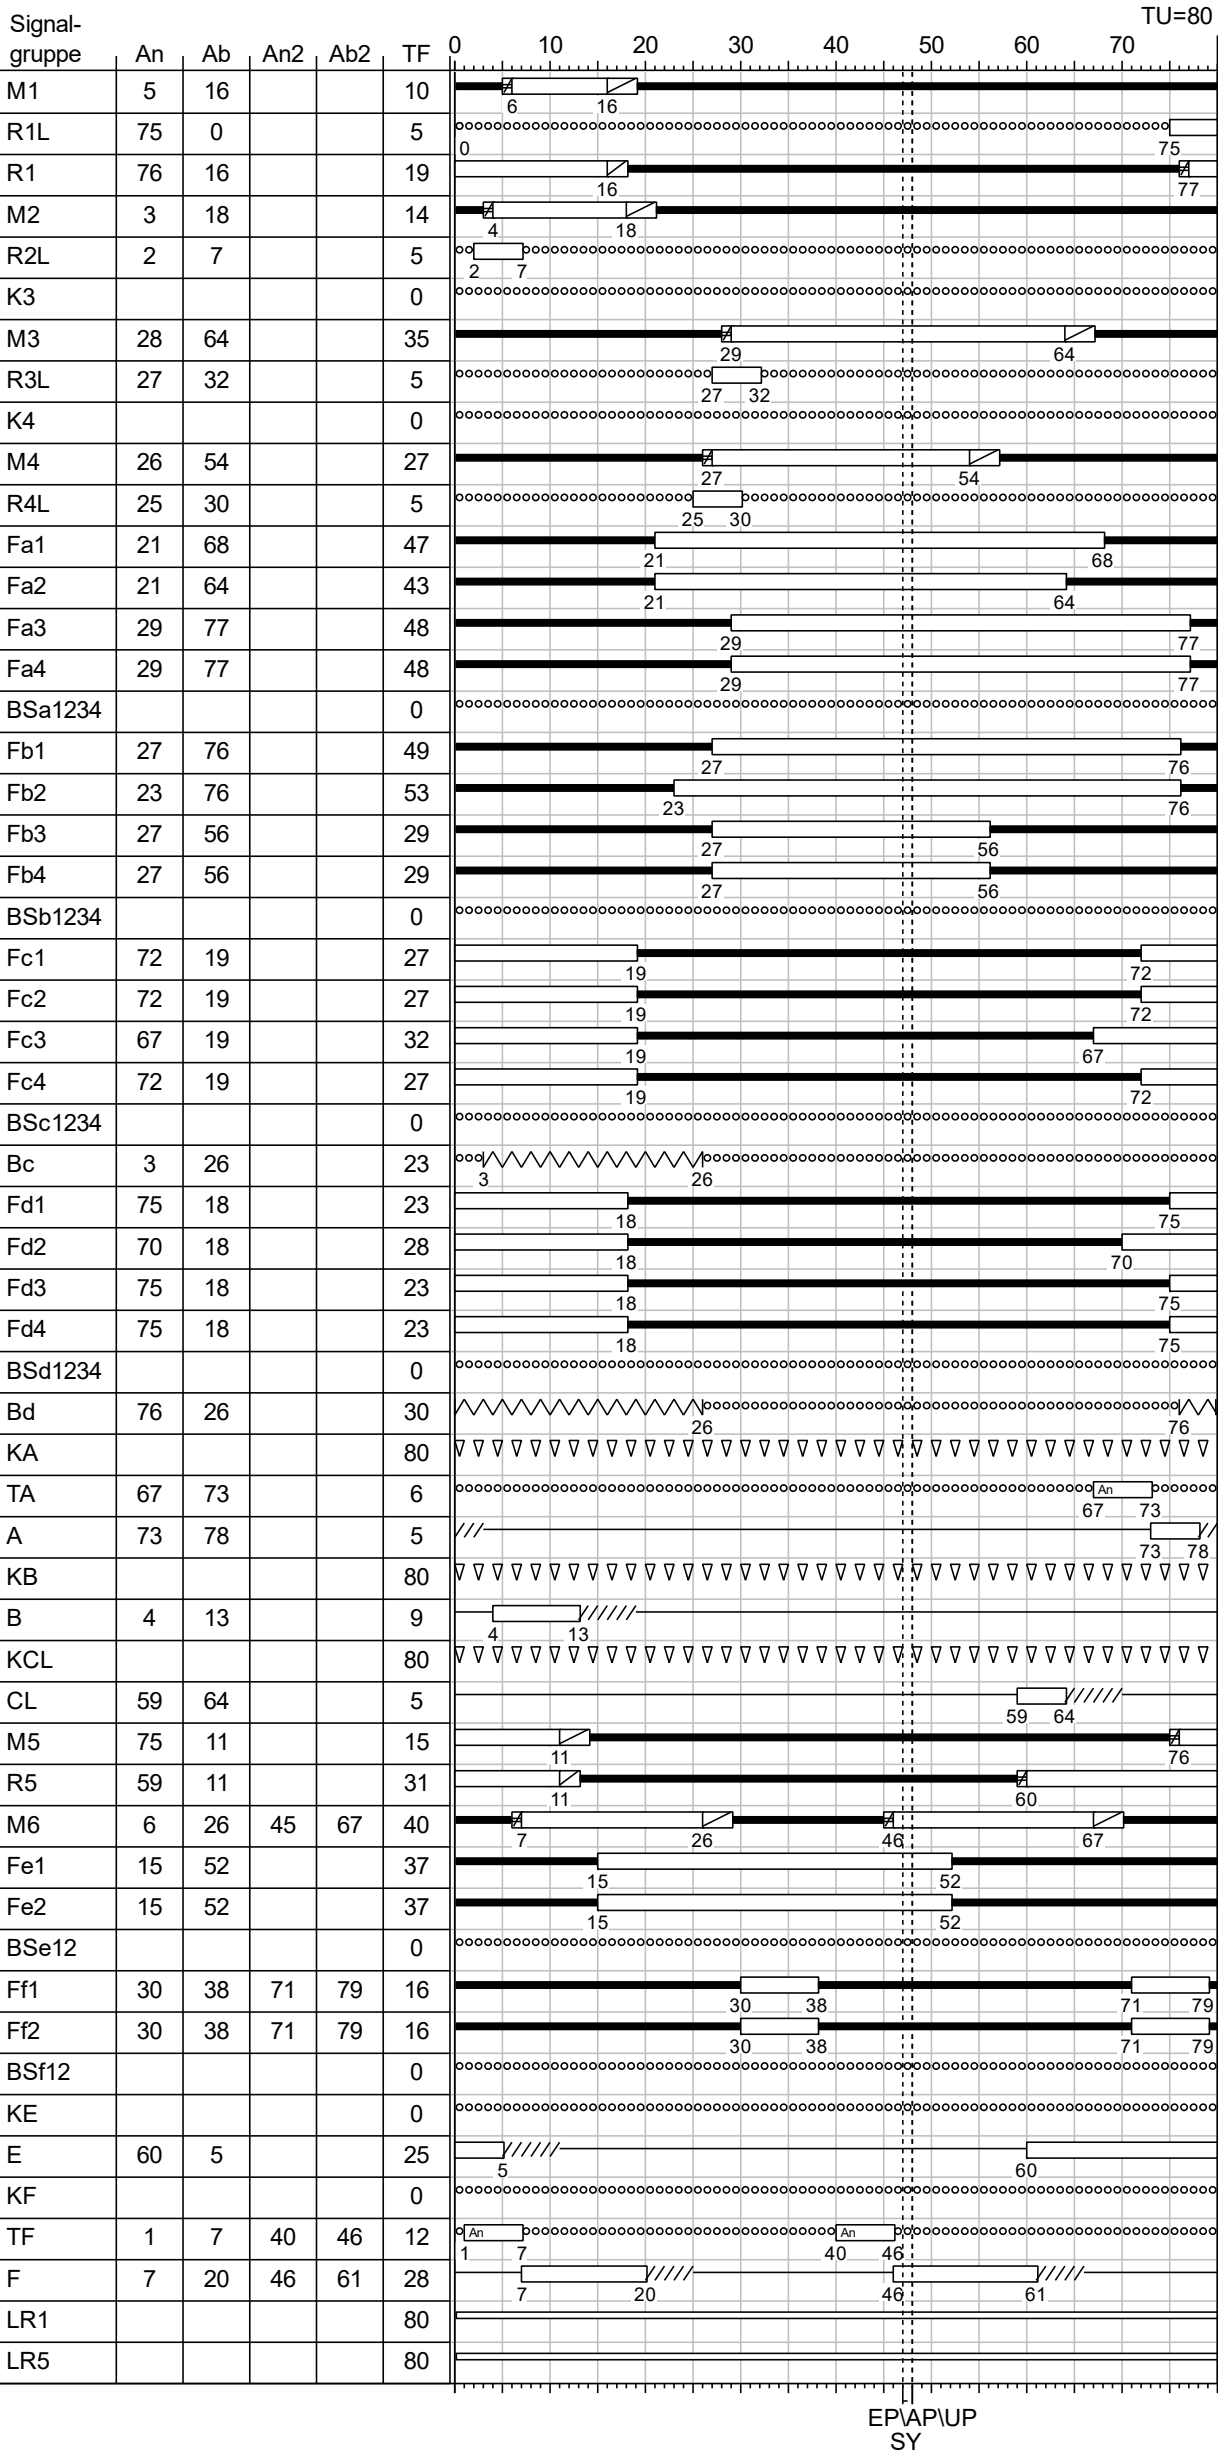 TU=80
Signal-
gruppe An Ab An2 Ab2 TF 0 10 20 30 40 50 60 70
M1 5 16 10
6 16
R1L 75 0 5
0 75
R1 76 16 19
16 77
M2 3 18 14
4 18
R2L 2 7 5
2 7
K3 0
M3 28 64 35
29 64
R3L 27 32 5
27 32
K4 0
M4 26 54 27
27 54
R4L 25 30 5
25 30
Fa1 21 68 47
21 68
Fa2 21 64 43
21 64
Fa3 29 77 48
29 77
Fa4 29 77 48
29 77
BSa1234 0
Fb1 27 76 49
27 76
Fb2 23 76 53
23 76
Fb3 27 56 29
27 56
Fb4 27 56 29
27 56
BSb1234 0
Fc1 72 19 27
19 72
Fc2 72 19 27
19 72
Fc3 67 19 32
19 67
Fc4 72 19 27
19 72
BSc1234 0
Bc 3 26 23
3 26
Fd1 75 18 23
18 75
Fd2 70 18 28
18 70
Fd3 75 18 23
18 75
Fd4 75 18 23
18 75
BSd1234 0
Bd 76 26 30
26 76
KA 80
TA 67 73 6 An
67 73
A 73 78 5
73 78
KB 80
B 4 13 9
4 13
KCL 80
CL 59 64 5
59 64
M5 75 11 15
11 76
R5 59 11 31
11 60
M6 6 26 45 67 40
7 26 46 67
Fe1 15 52 37
15 52
Fe2 15 52 37
15 52
BSe12 0
Ff1 30 38 71 79 16
30 38 71 79
Ff2 30 38 71 79 16
30 38 71 79
BSf12 0
KE 0
E 60 5 25
5 60
KF 0
TF 1 7 40 46 12 An An
1 7 40 46
F 7 20 46 61 28
7 20 46 61
LR1 80
LR5 80
EP\AP\UP
SY